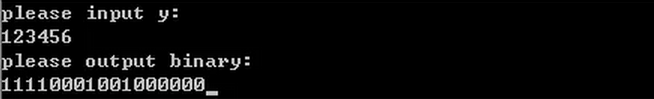 please input y:
123456
please output binary:
11110001001000000_